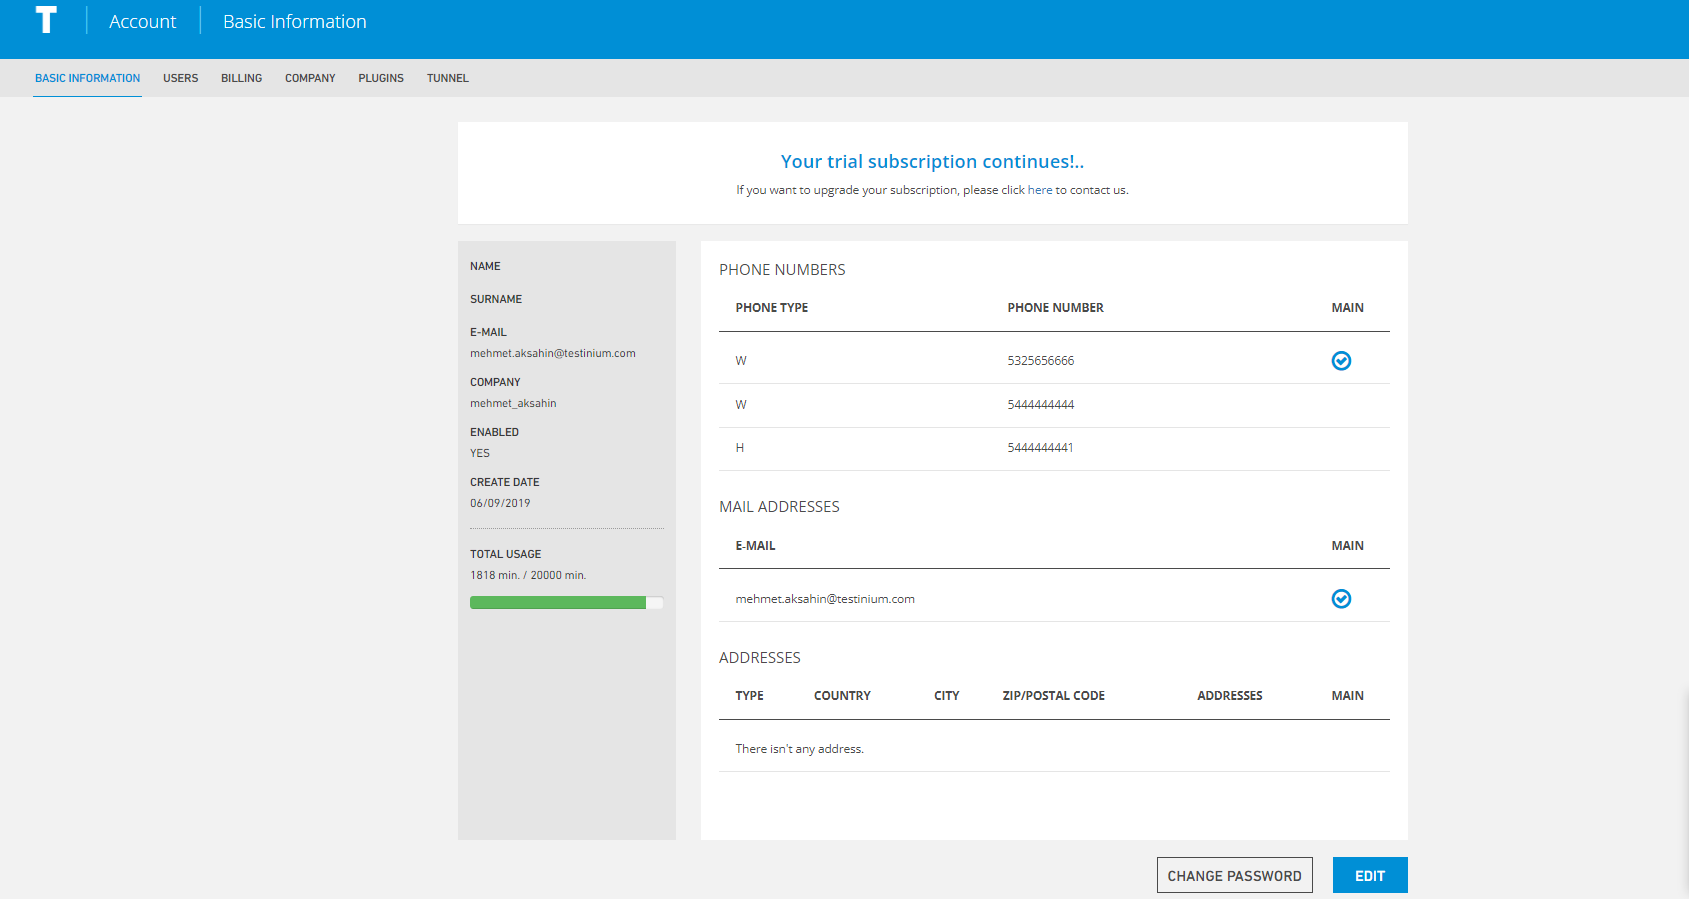 T Account Basic Information
BASIC INFORMATION USERS BILLING COMPANY PLUGINS TUNNEL
Your trial subscription continues!..
If you want to upgrade your subscription, please click here to contact us.
NAME
SURNAME
E-MAIL
mehmet.aksahin@testinium.com
COMPANY
mehmet_aksahin
ENABLED
YES
CREATE DATE
06/09/2019
TOTAL USAGE
1818 min. / 20000 min.
PHONE NUMBERS
PHONE TYPE PHONE NUMBER MAIN
W 5325656666
W 5444444444
H 5444444441
MAIL ADDRESSES
E-MAIL MAIN
mehmet.aksahin@testinium.com
ADDRESSES
TYPE COUNTRY CITY ZIP/POSTAL CODE ADDRESSES MAIN
There isn't any address.
CHANGE PASSWORD EDIT